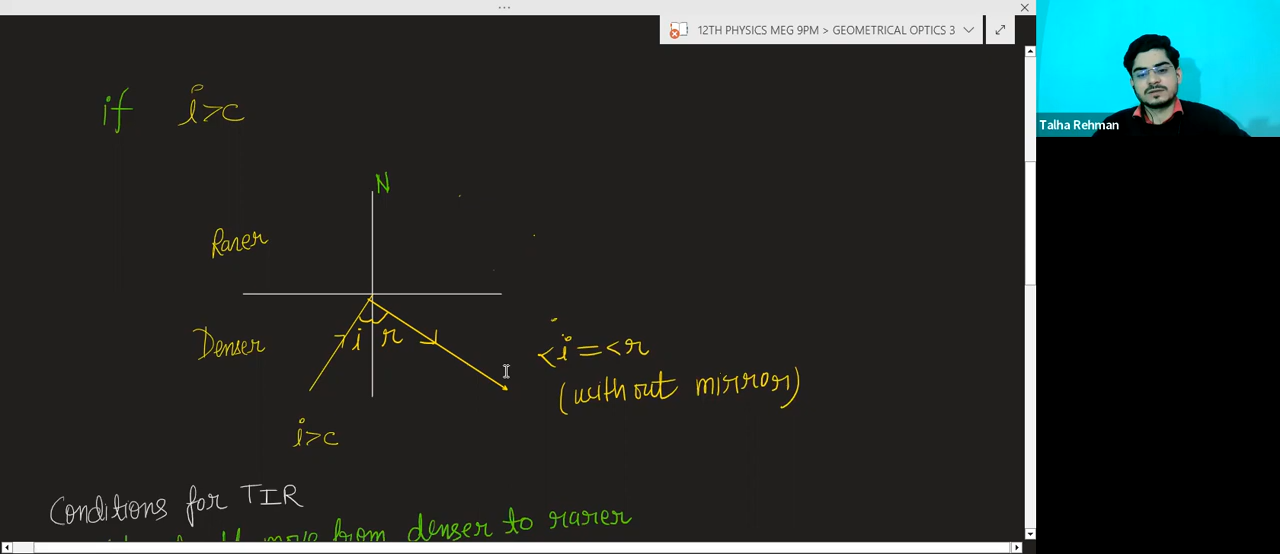 12TH PHYSICS MEG 9PM > GEOMETRICAL OPTICS 3
Talha Rehman
if i>c
N
Rarer
Denser
i r
<i = <r
(without mirror)
i>c
Conditions for TIR
move from denser to rarer